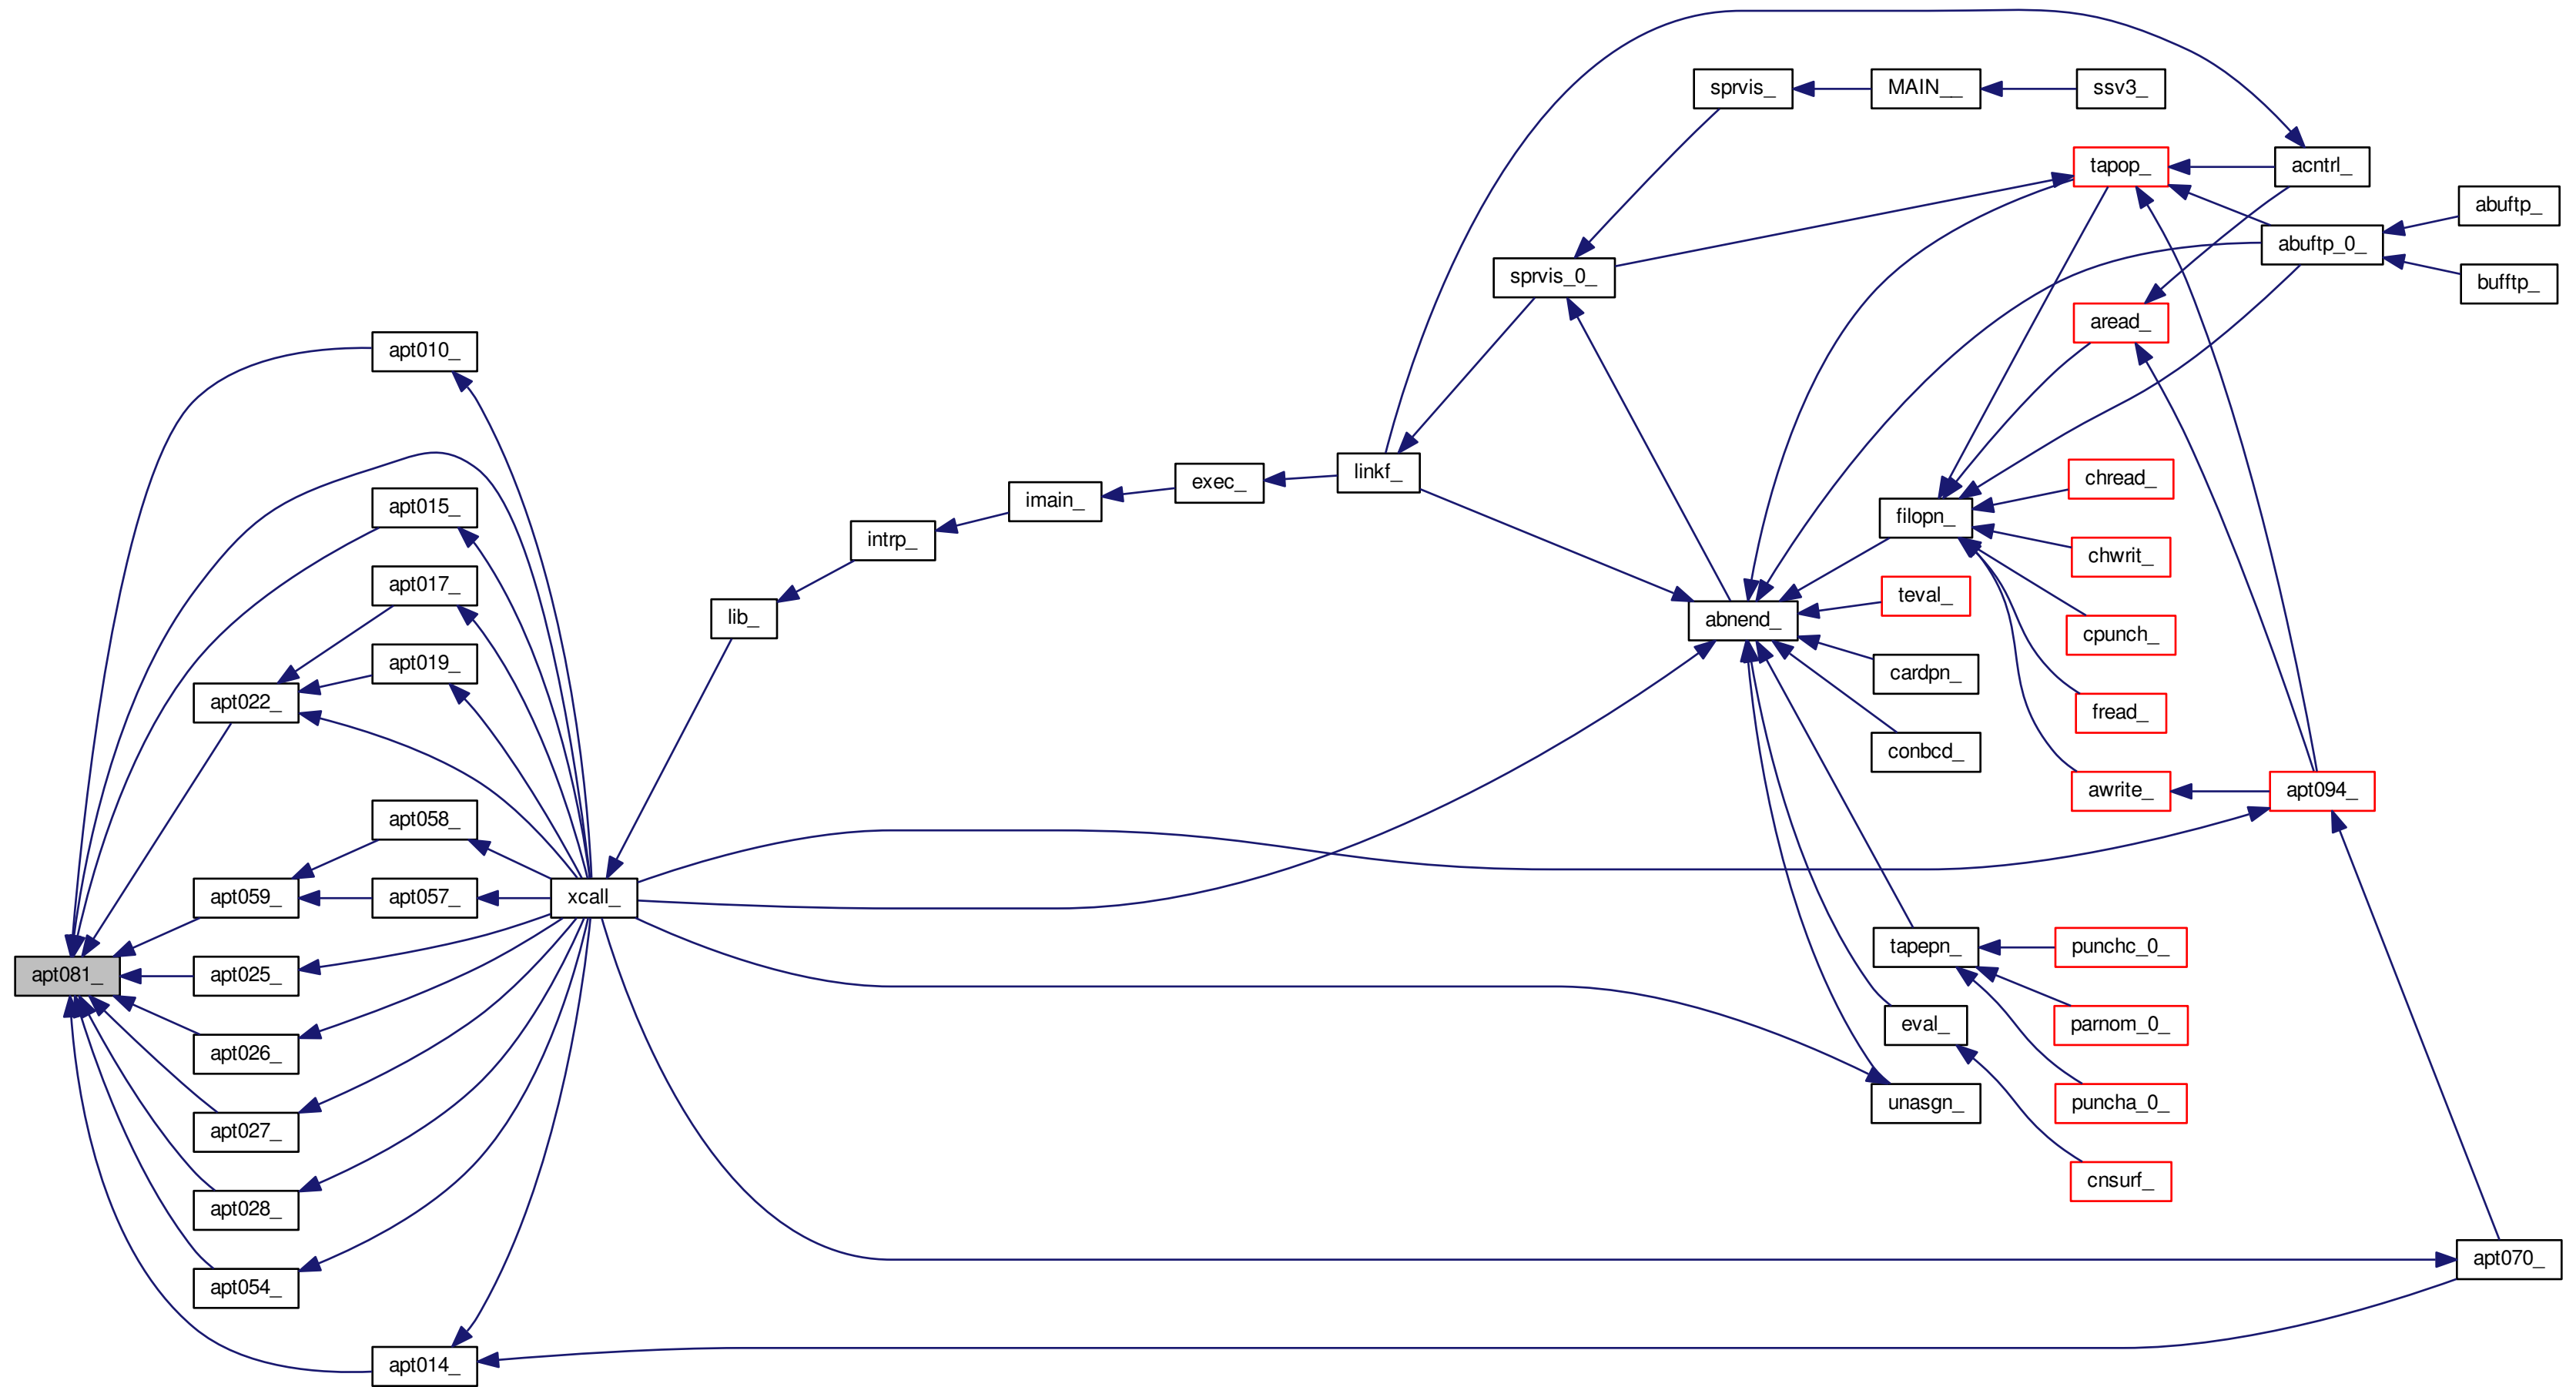 sprvis_
MAIN__
ssv3_
tapop_
acntrl_
abuftp_
abuftp_0_
sprvis_0_
bufftp_
aread_
apt010_
linkf_
chread_
exec_
imain_
apt015_
filopn_
intrp_
chwrit_
apt017_
teval_
lib_
abnend_
cpunch_
apt019_
cardpn_
apt022_
fread_
conbcd_
awrite_
apt094_
apt058_
apt059_
apt057_
xcall_
tapepn_
punchc_0_
apt081_
apt025_
eval_
parnom_0_
apt026_
unasgn_
puncha_0_
apt027_
cnsurf_
apt028_
apt070_
apt054_
apt014_